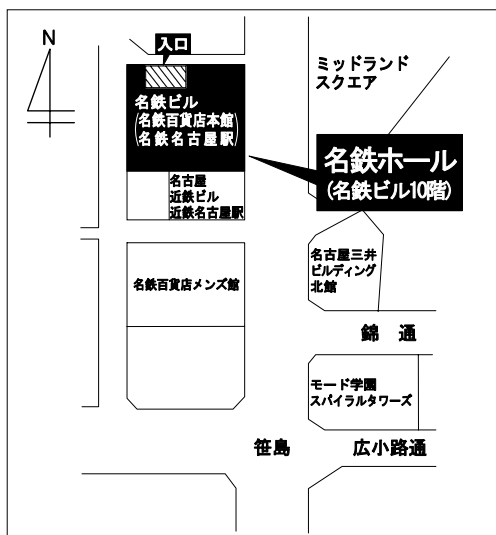 N
入口
ミッドランド
スクエア
名鉄ビル
(名鉄百貨店本館)
(名鉄名古屋駅)
名鉄ホール
(名鉄ビル10階)
名古屋
近鉄ビル
近鉄名古屋駅
名古屋三井
ビルディング
北館
名鉄百貨店メンズ館
錦通
モード学園
スパイラルタワーズ
笹島
広小路通